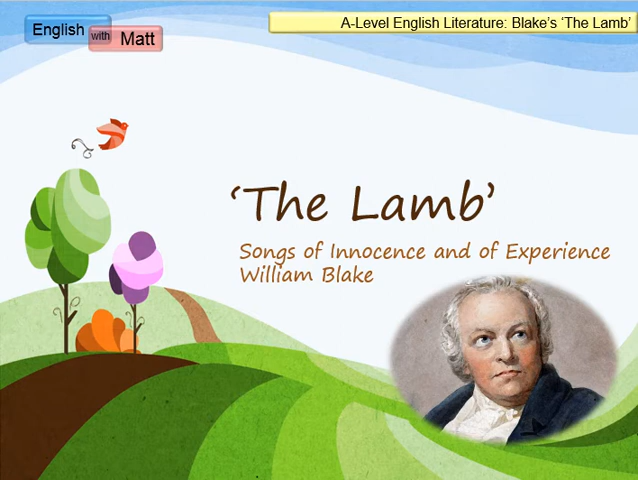 English with Matt
A-Level English Literature: Blake's 'The Lamb'
'The Lamb'
Songs of Innocence and of Experience
William Blake